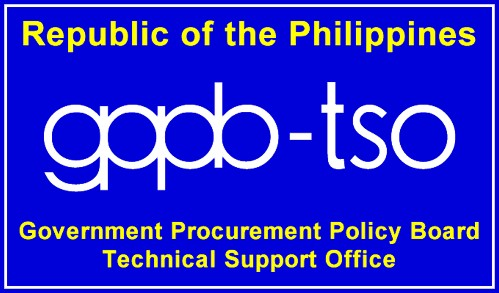 Republic of the Philippines
gppb-tso
Government Procurement Policy Board
Technical Support Office